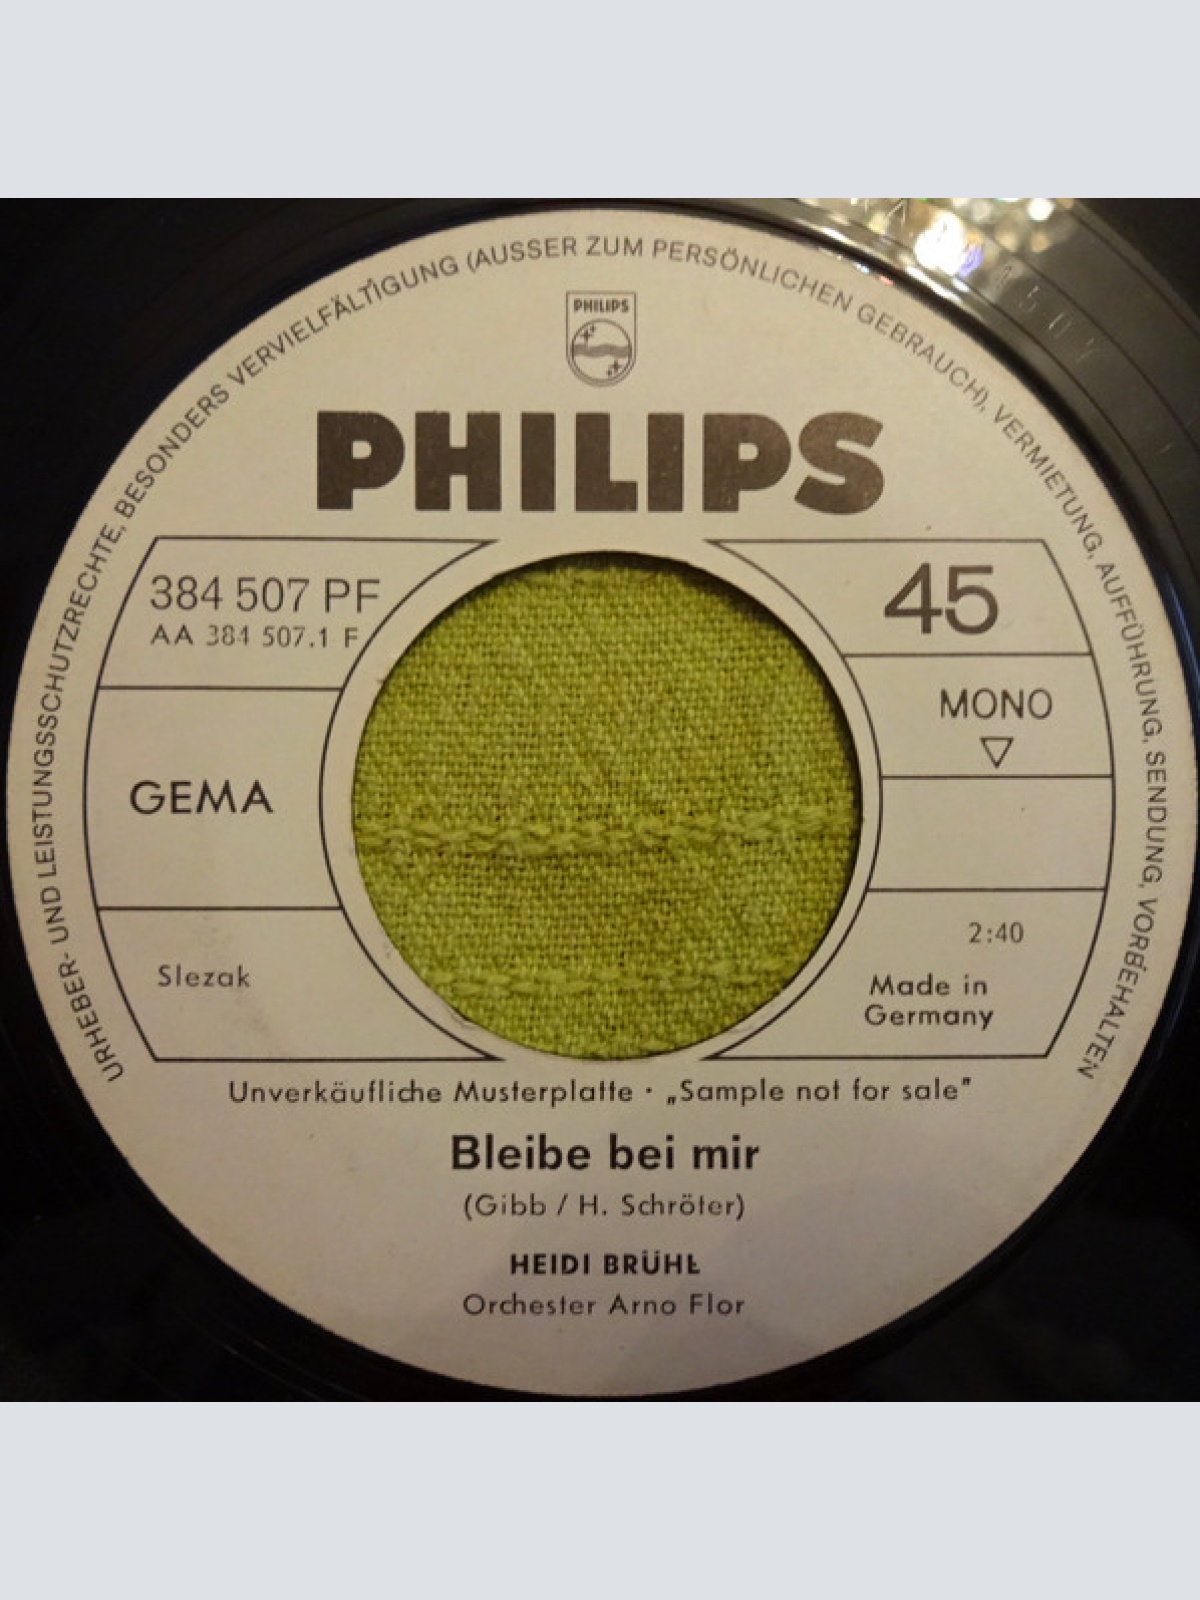 URHEBER- UND LEISTUNGSSCHUTZRECHTE, BESONDERS VERVIELFÄLTIGUNG (AUSSER ZUM PERSÖNLICHEN GEBRAUCH), VERMIETUNG, AUFFÜHRUNG, SENDUNG, VORBEHALTEN
PHILIPS
PHILIPS
384 507 PF
AA 384 507.1 F
45
MONO
▽
GEMA
2:40
Slezak
Made in
Germany
Unverkäufliche Musterplatte · „Sample not for sale"
Bleibe bei mir
(Gibb / H. Schröter)
HEIDI BRÜHL
Orchester Arno Flor